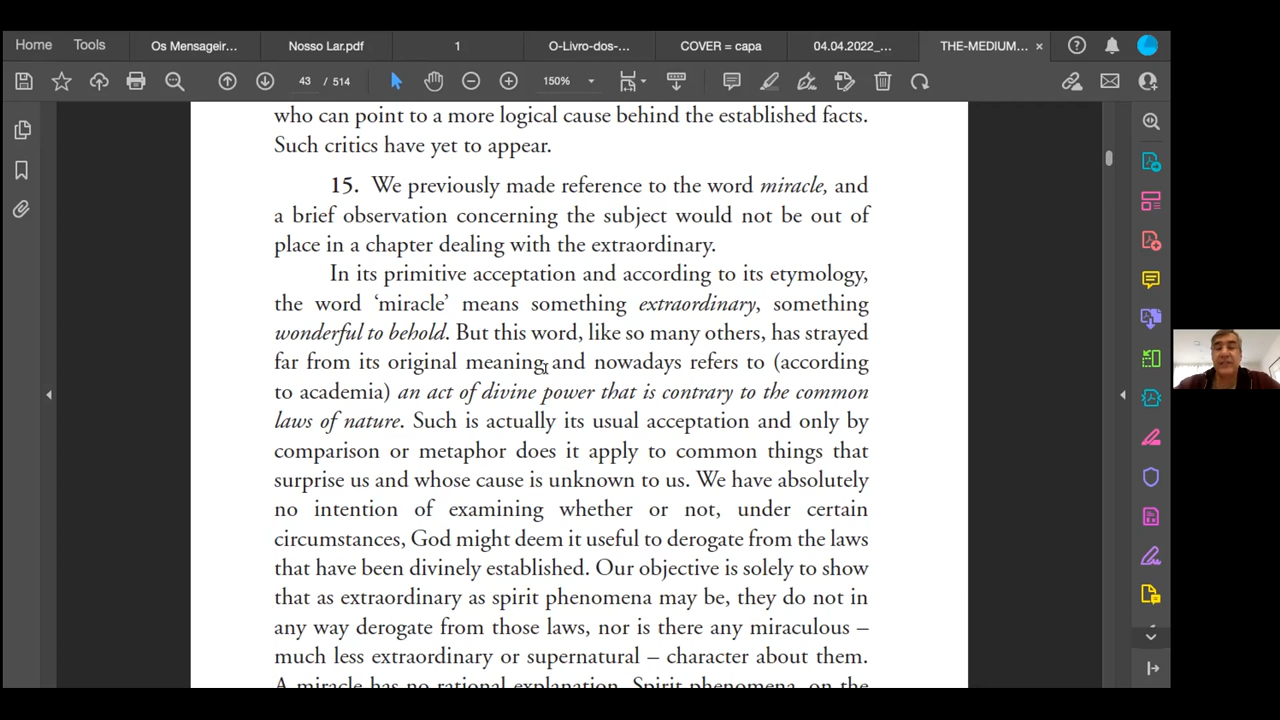 Home Tools Os Mensageir... Nosso Lar.pdf 1 O-Livro-dos-... COVER = capa 04.04.2022_... THE-MEDIUM... ×
43 / 514 150%
who can point to a more logical cause behind the established facts.
Such critics have yet to appear.
15. We previously made reference to the word miracle, and
a brief observation concerning the subject would not be out of
place in a chapter dealing with the extraordinary.
In its primitive acceptation and according to its etymology,
the word ‘miracle’ means something extraordinary, something
wonderful to behold. But this word, like so many others, has strayed
far from its original meaning and nowadays refers to (according
to academia) an act of divine power that is contrary to the common
laws of nature. Such is actually its usual acceptation and only by
comparison or metaphor does it apply to common things that
surprise us and whose cause is unknown to us. We have absolutely
no intention of examining whether or not, under certain
circumstances, God might deem it useful to derogate from the laws
that have been divinely established. Our objective is solely to show
that as extraordinary as spirit phenomena may be, they do not in
any way derogate from those laws, nor is there any miraculous –
much less extraordinary or supernatural – character about them.
A miracle has no rational explanation. Spirit phenomena, on the